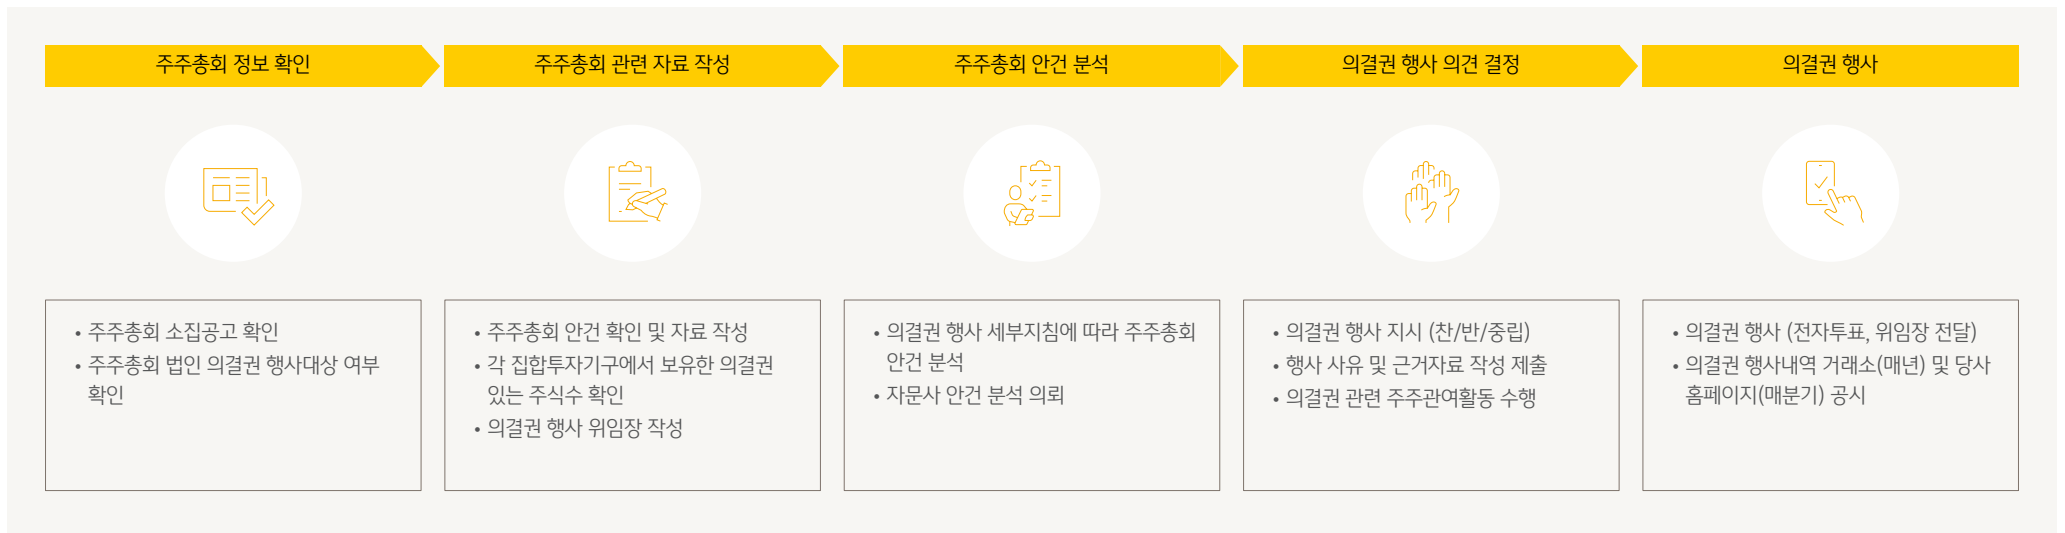 주주총회 정보 확인
주주총회 관련 자료 작성
주주총회 안건 분석
의결권 행사 의견 결정
의결권 행사
• 주주총회 소집공고 확인
• 주주총회 법인 의결권 행사대상 여부
확인
• 주주총회 안건 확인 및 자료 작성
• 각 집합투자기구에서 보유한 의결권
있는 주식수 확인
• 의결권 행사 위임장 작성
• 의결권 행사 세부지침에 따라 주주총회
안건 분석
• 자문사 안건 분석 의뢰
• 의결권 행사 지시 (찬/반/중립)
• 행사 사유 및 근거자료 작성 제출
• 의결권 관련 주주관여활동 수행
• 의결권 행사 (전자투표, 위임장 전달)
• 의결권 행사내역 거래소(매년) 및 당사
홈페이지(매분기) 공시